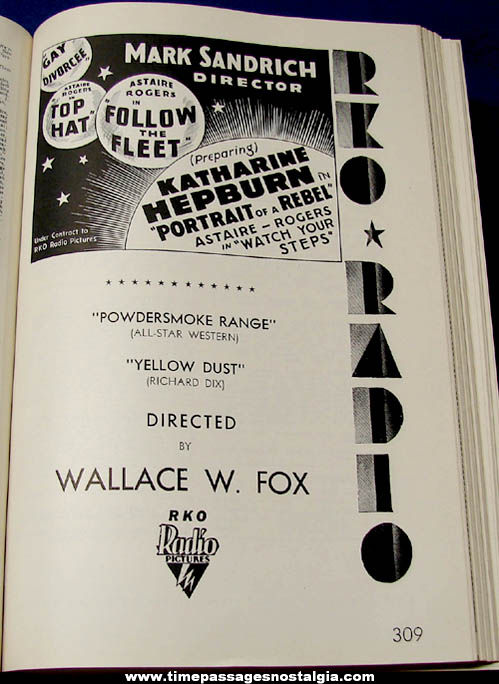 GAY
DIVORCEE
ASTAIRE
ROGERS
"TOP
HAT"
ASTAIRE
ROGERS
IN
"FOLLOW
THE
FLEET"
MARK SANDRICH
DIRECTOR
(Preparing)
KATHARINE
HEPBURN IN
"PORTRAIT OF A REBEL"
ASTAIRE - ROGERS
IN "WATCH YOUR
STEPS"
Under Contract to
RKO Radio Pictures
RKO ★ RADIO
"POWDERSMOKE RANGE"
(ALL-STAR WESTERN)
"YELLOW DUST"
(RICHARD DIX)
DIRECTED
BY
WALLACE W. FOX
RKO
Radio
PICTURES
309
www.timepassagesnostalgia.com